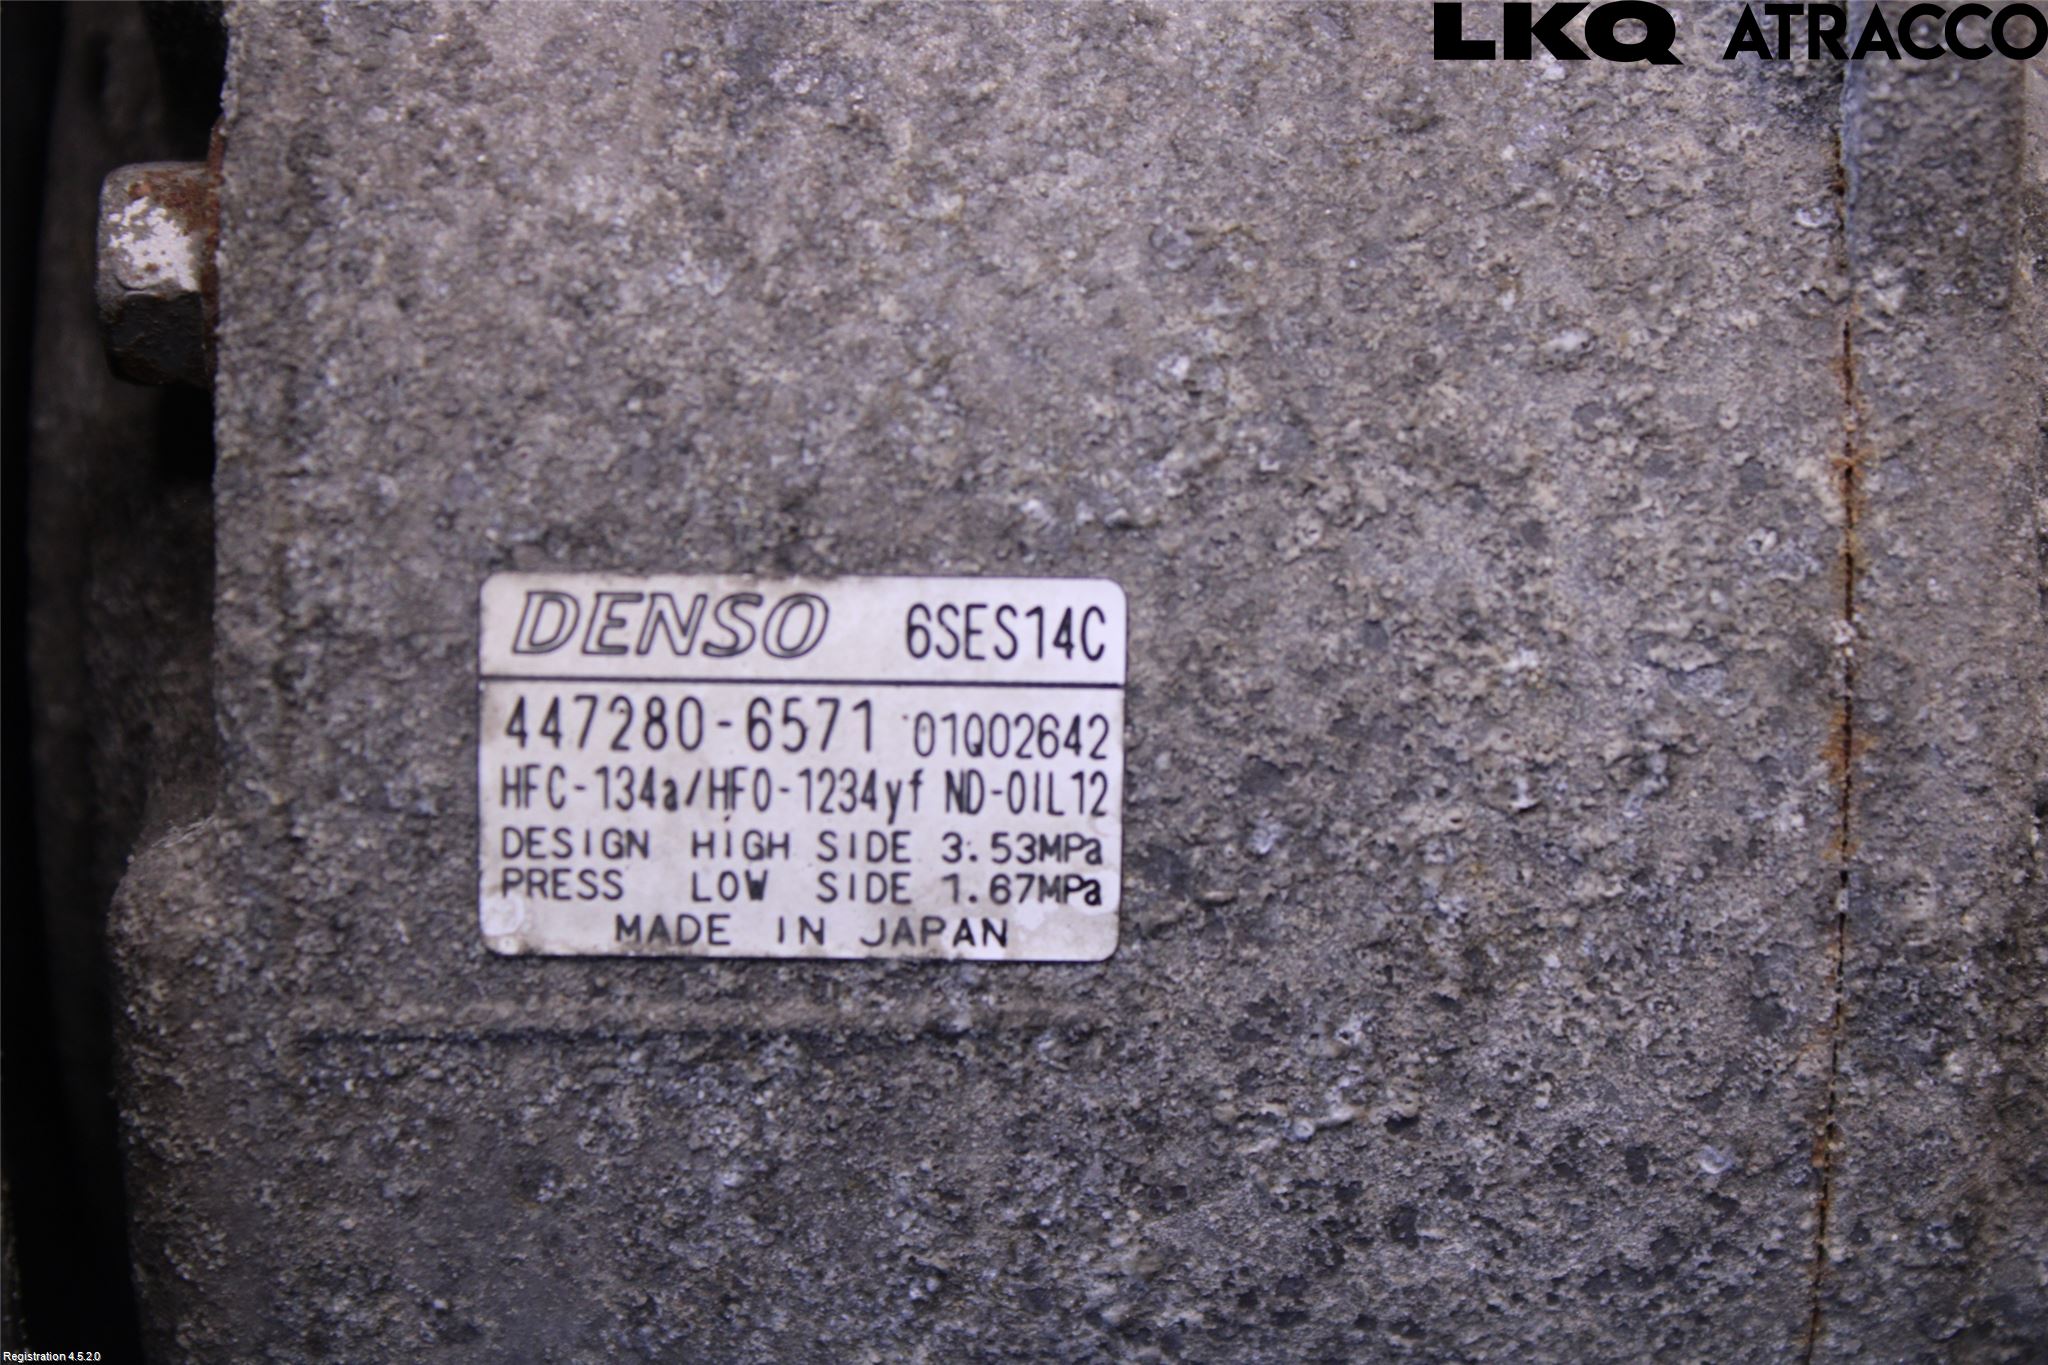 LKQ ATRACCO
DENSO 6SES14C
447280-6571 01Q02642
HFC-134a/HFO-1234yf ND-OIL12
DESIGN HIGH SIDE 3.53MPa
PRESS LOW SIDE 1.67MPa
MADE IN JAPAN
Registration 4.5.2.0